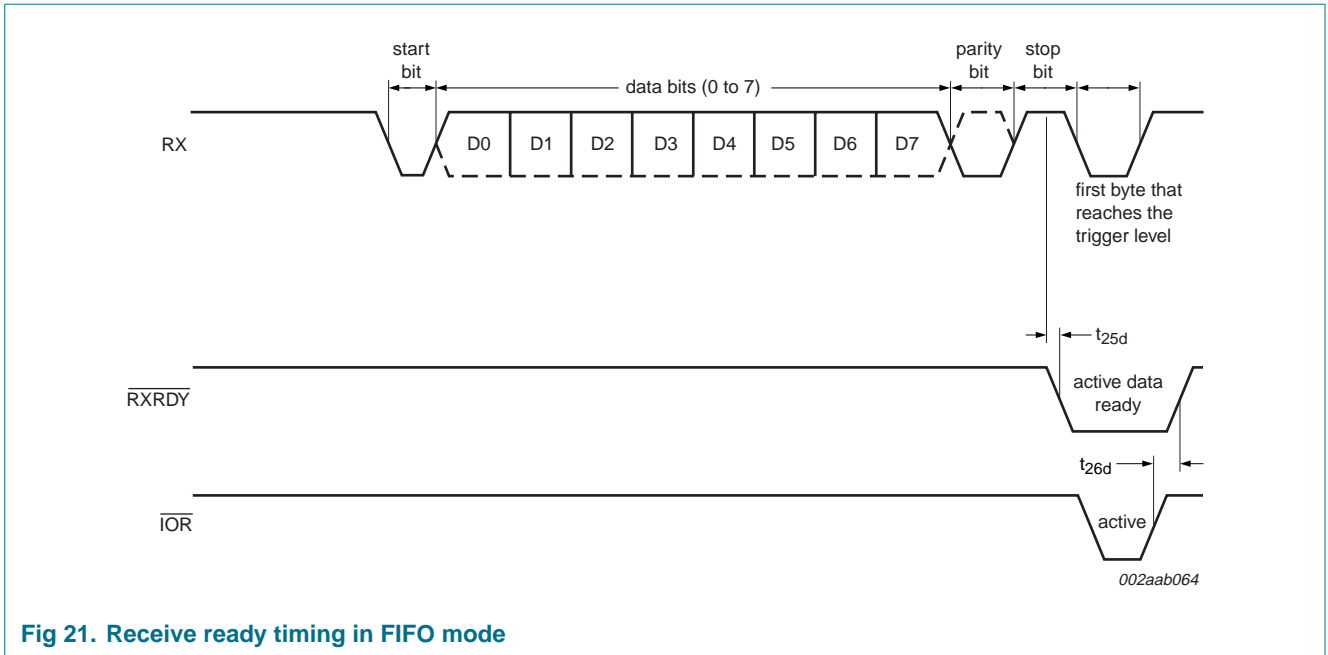 start
bit
data bits (0 to 7)
parity
bit
stop
bit
RX
D0 D1 D2 D3 D4 D5 D6 D7
first byte that
reaches the
trigger level
t25d
RXRDY
active data
ready
t26d
IOR
active
002aab064
Fig 21. Receive ready timing in FIFO mode